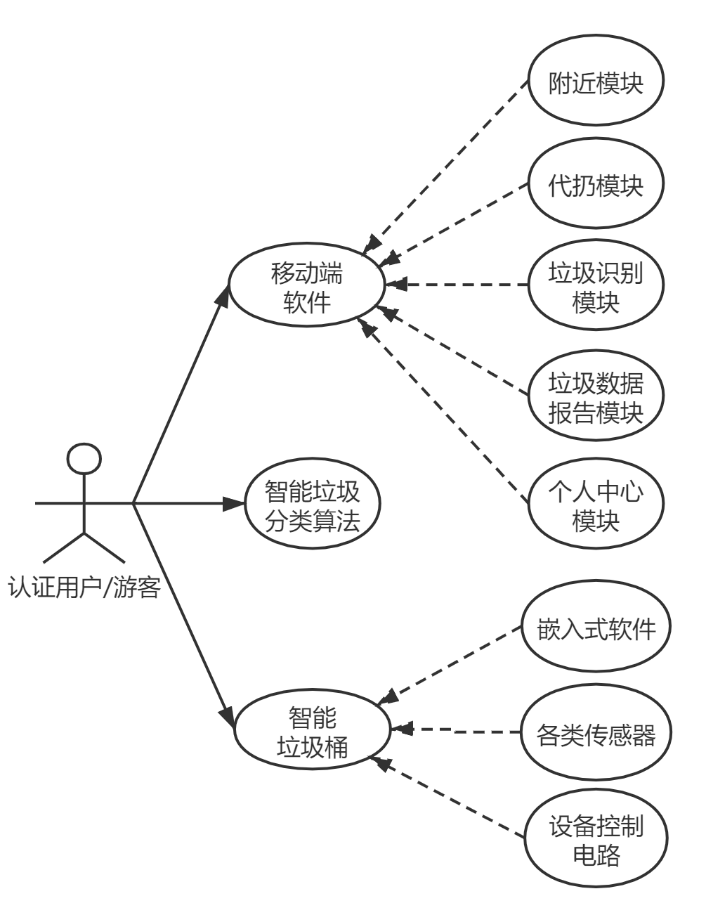 附近模块
代扔模块
移动端
软件
垃圾识别
模块
垃圾数据
报告模块
智能垃圾
分类算法
个人中心
模块
认证用户/游客
嵌入式软件
智能
垃圾桶
各类传感器
设备控制
电路